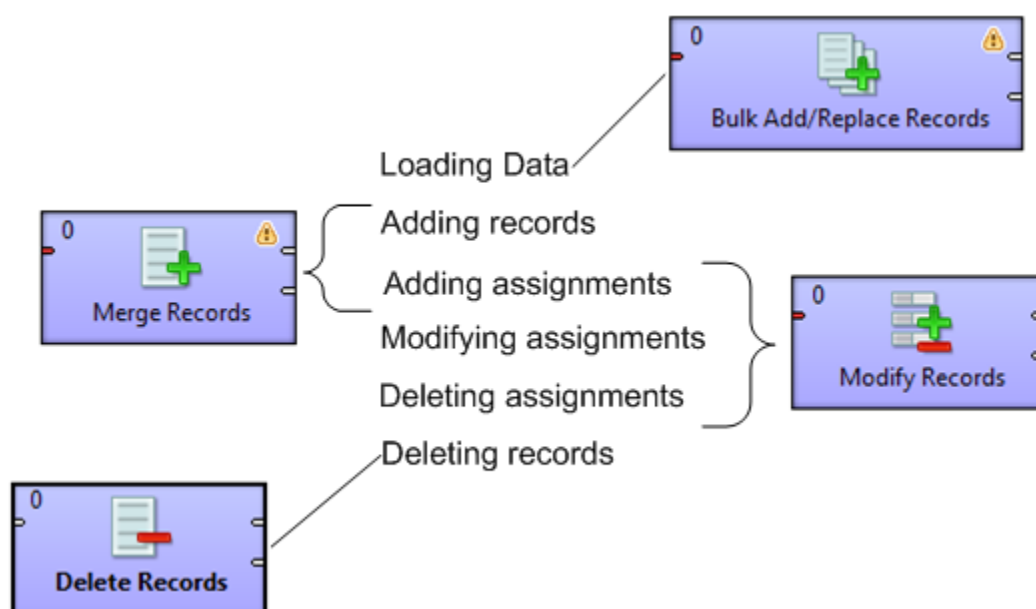 0
Bulk Add/Replace Records
Loading Data
Adding records
0
Merge Records
Adding assignments
0
Modify Records
Modifying assignments
Deleting assignments
Deleting records
0
Delete Records